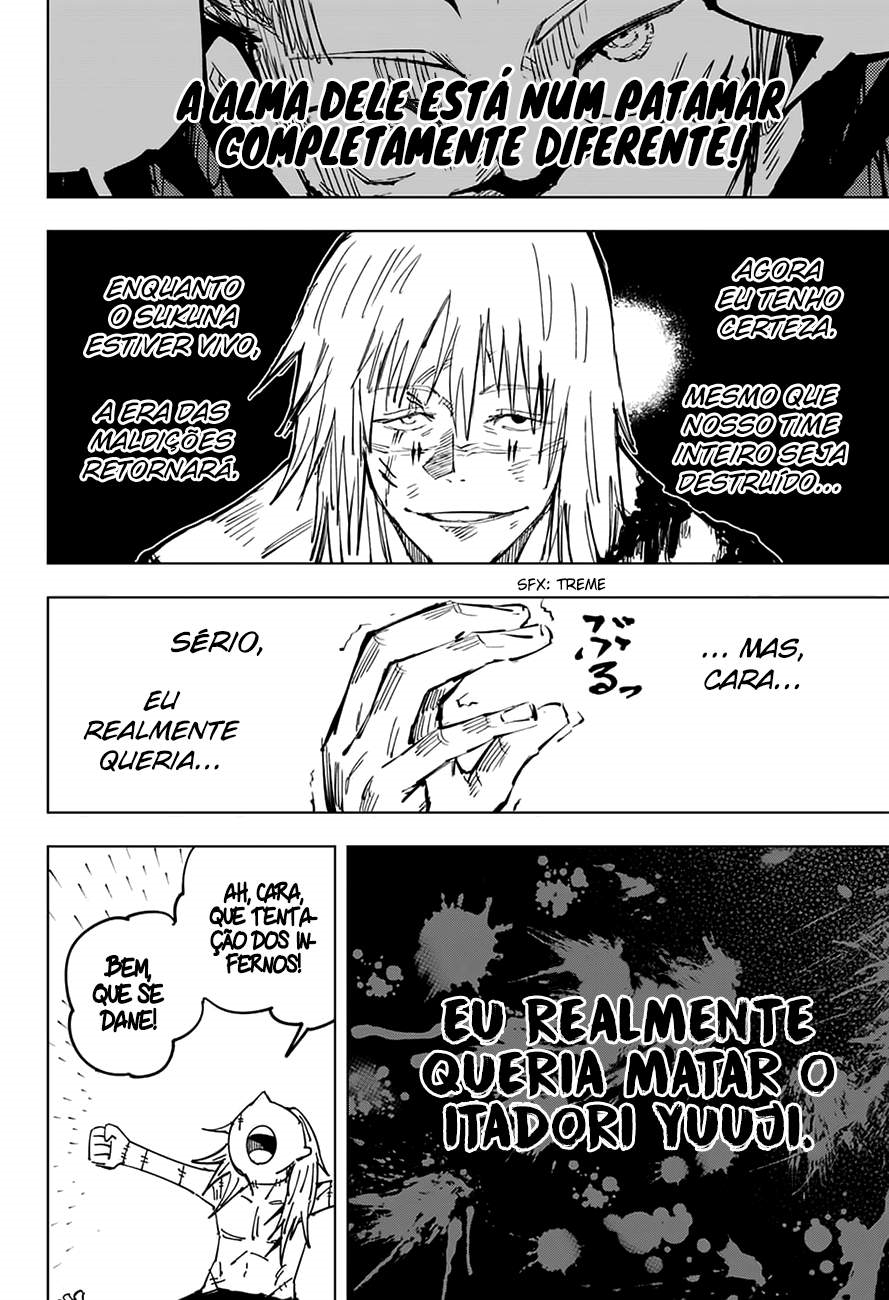 A ALMA DELE ESTÁ NUM PATAMAR
COMPLETAMENTE DIFERENTE!
AGORA
EU TENHO
CERTEZA.
MESMO QUE
NOSSO TIME
INTEIRO SEJA
DESTRUÍDO...
ENQUANTO
O SUKUNA
ESTIVER VIVO,
A ERA DAS
MALDIÇÕES
RETORNARÁ.
SFX: TREME
ぶるっ
... MAS,
CARA...
SÉRIO,
EU
REALMENTE
QUERIA...
EU REALMENTE
QUERIA MATAR O
ITADORI YUUJI.
AH, CARA,
QUE TENTA-
ÇÃO DOS IN-
FERNOS!
BEM,
QUE SE
DANE!